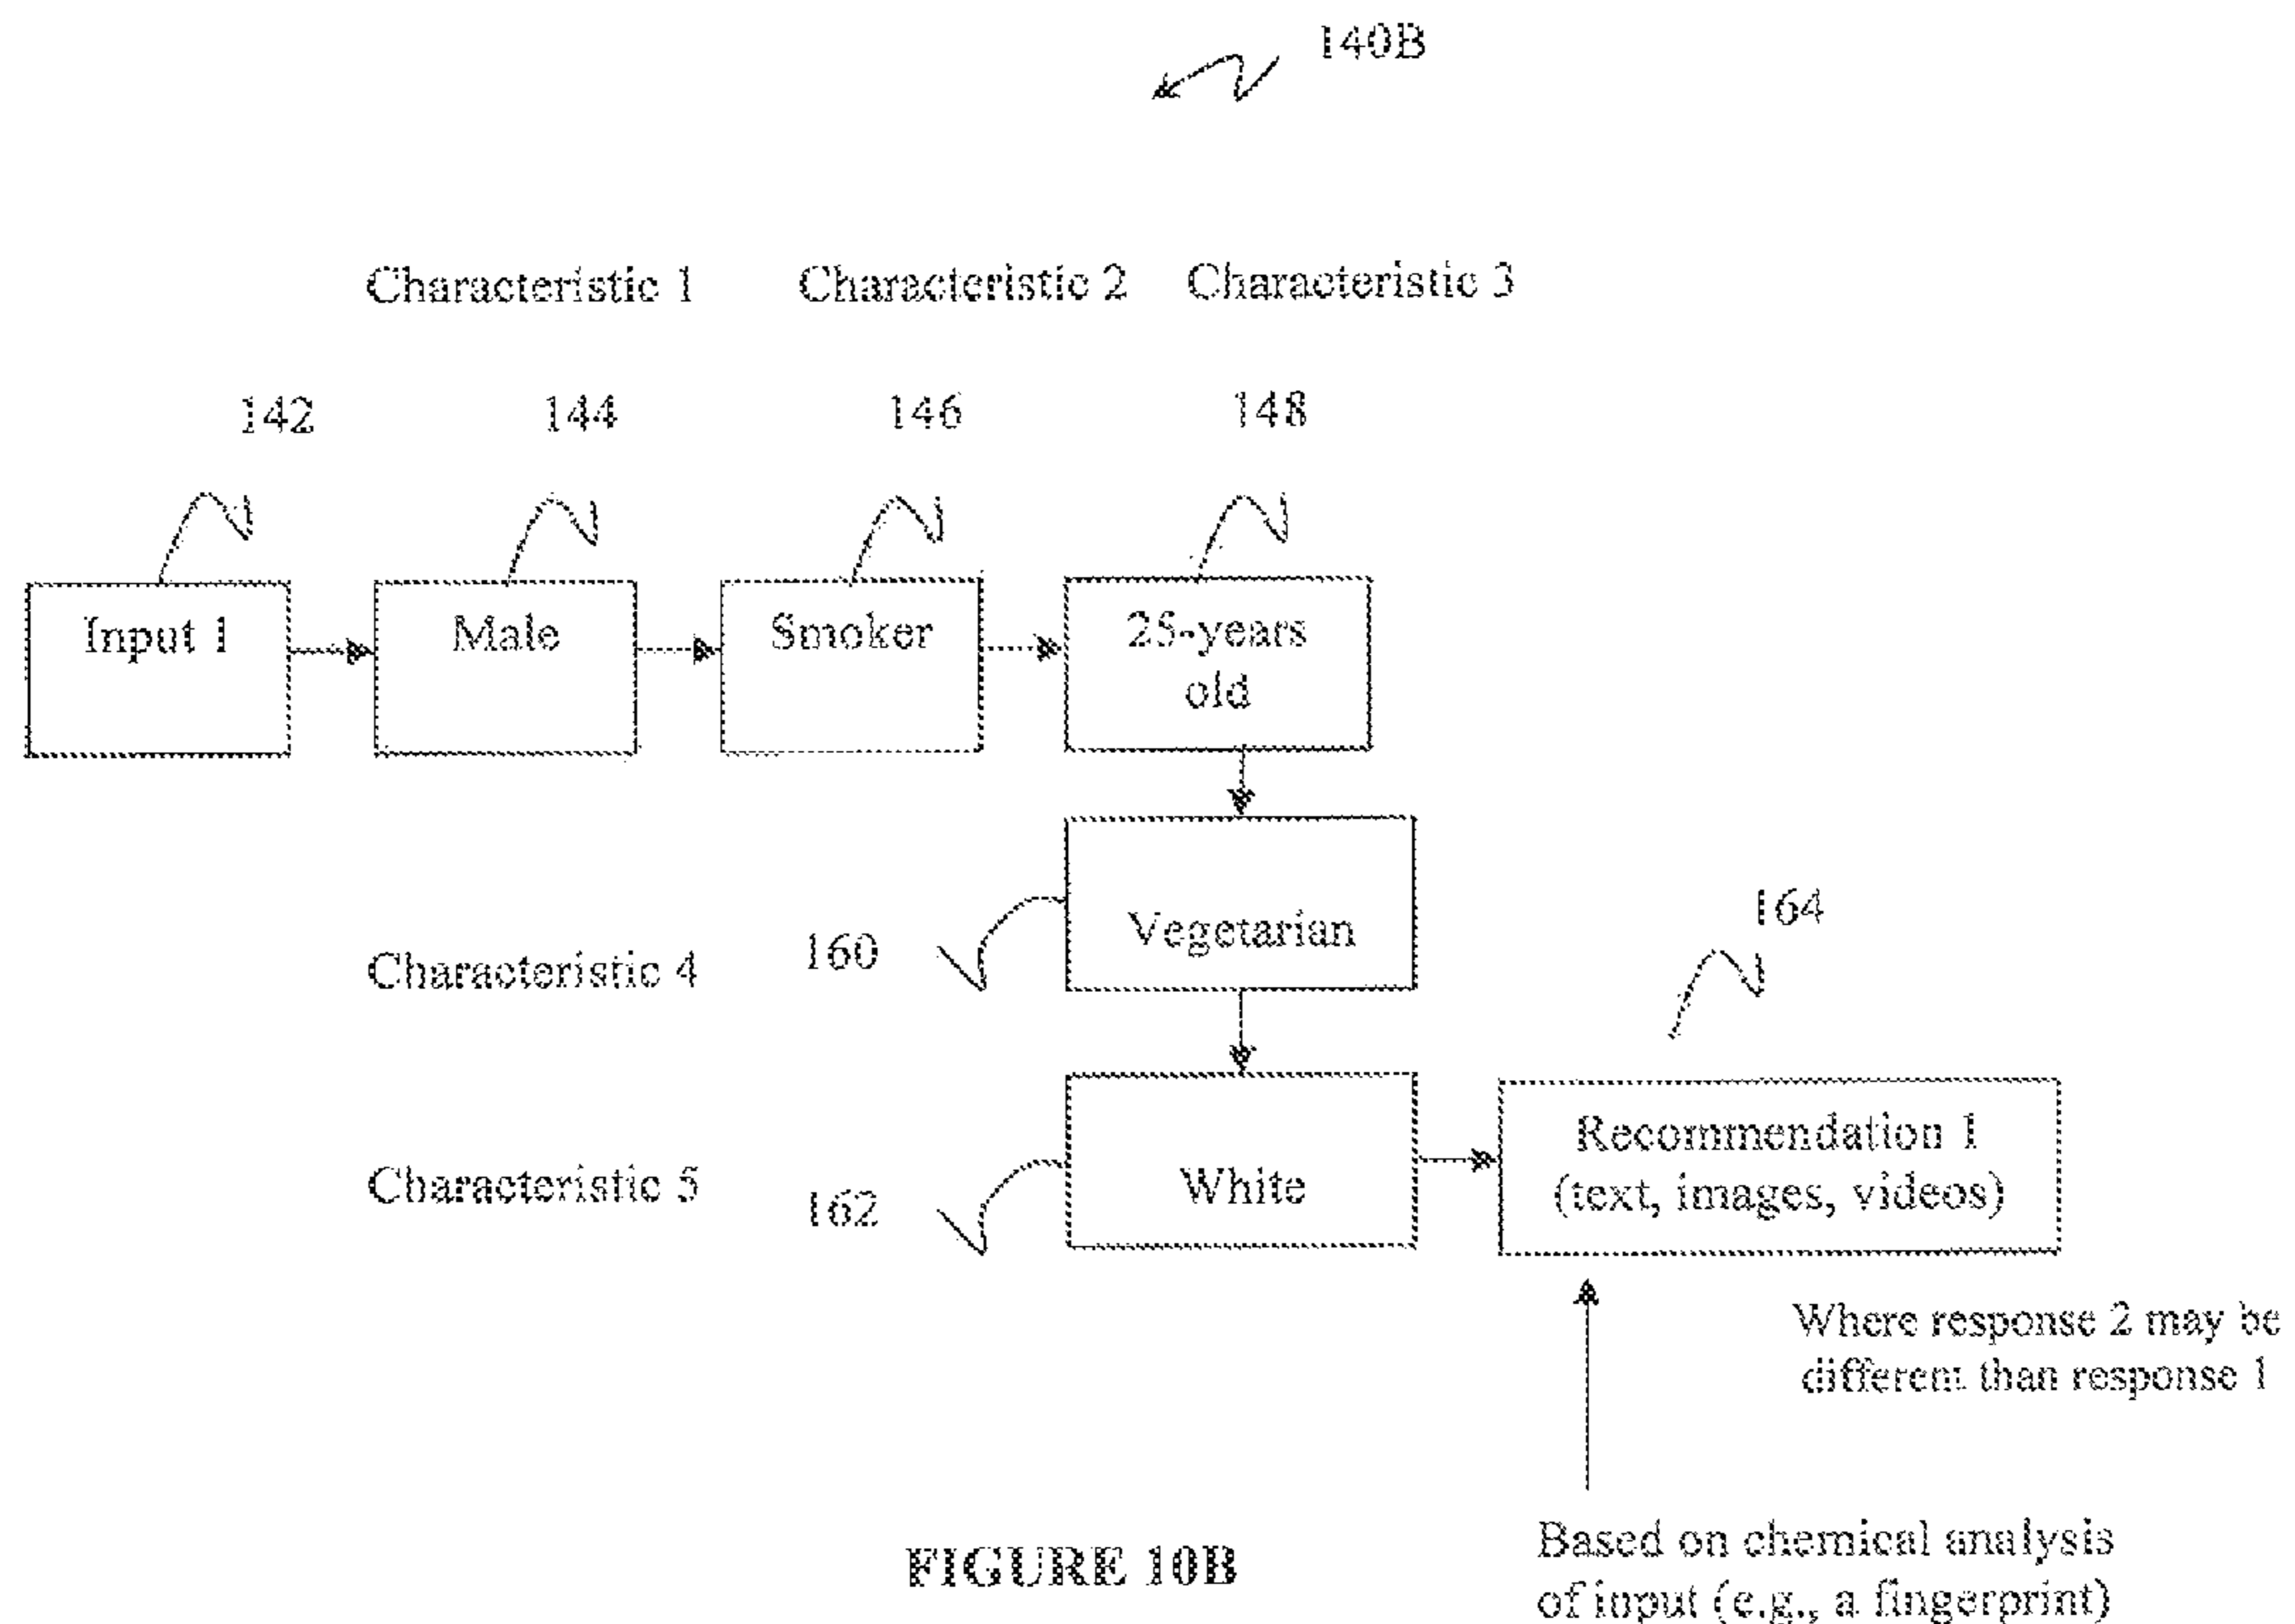 140B
Characteristic 1
Characteristic 2
Characteristic 3
142
144
146
148
Input 1
Male
Smoker
25-years
old
Characteristic 4
160
Vegetarian
164
Characteristic 5
162
White
Recommendation 1
(text, images, videos)
Where response 2 may be
different than response 1
Based on chemical analysis
of input (e.g., a fingerprint)
FIGURE 10B